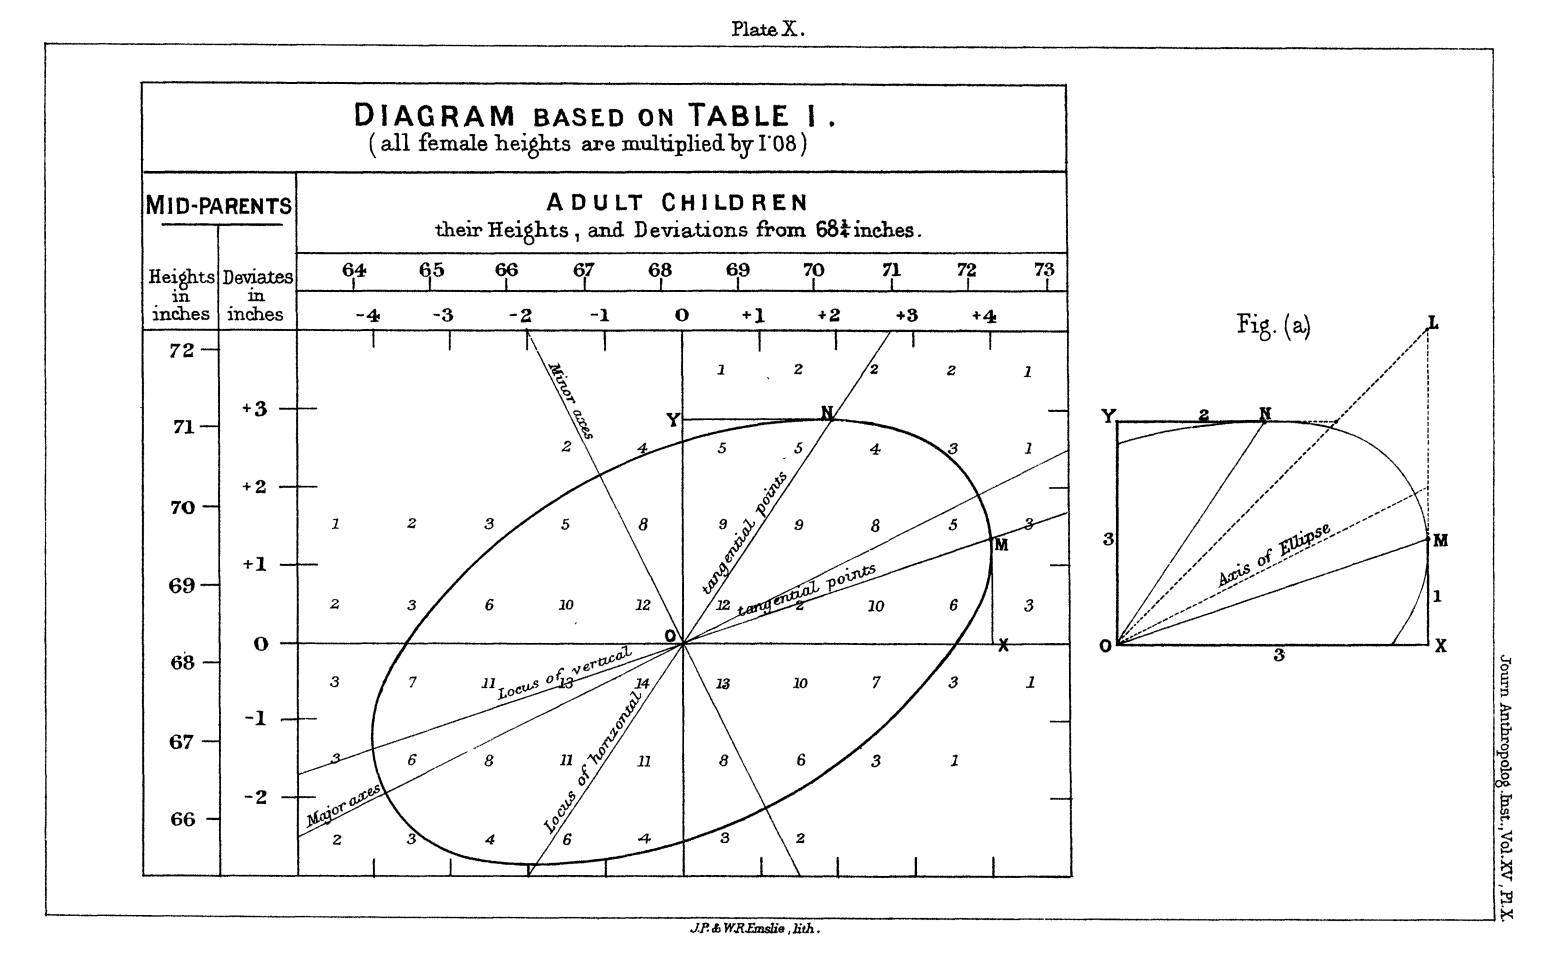 Plate X.
DIAGRAM BASED ON TABLE I.
(all female heights are multiplied by 1·08)
MID-PARENTS
ADULT CHILDREN
their Heights, and Deviations from 68¼ inches.
Heights in inches
Deviates in inches
64 65 66 67 68 69 70 71 72 73
-4 -3 -2 -1 0 +1 +2 +3 +4
72
1 2 2 2 1
Minor axes
+3
Y N
71
2 4 5 5 4 3 1
+2
tangential points
70
1 2 3 5 8 9 9 8 5 3
M
+1
tangential points
69
2 3 6 10 12 12 2 10 6 3
0 O X
Locus of vertical
68
3 7 11 13 14 13 10 7 3 1
-1
Locus of horizontal
67
3 6 8 11 11 8 6 3 1
-2
Major axes
66
2 3 4 6 4 3 2
Fig. (a)
L
Y 2 N
3
Axis of Ellipse
M
1
O 3 X
Journ Anthropolog. Inst., Vol. XV, Pl. X.
J.P. & W.R. Emslie, lith.